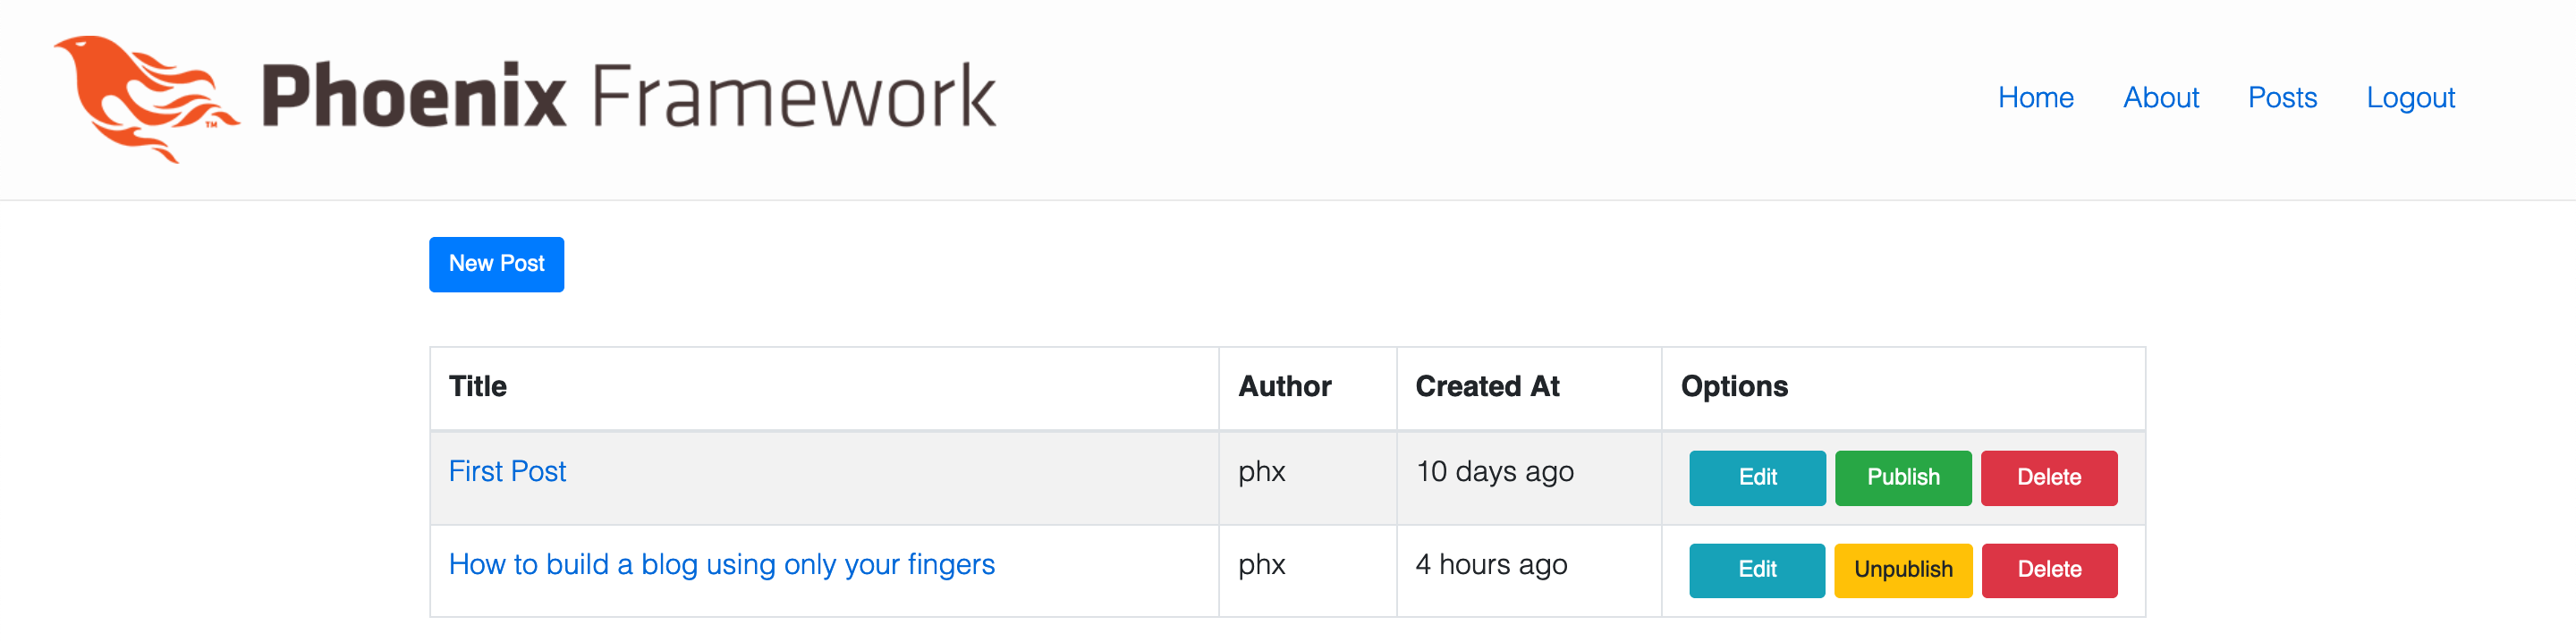 Phoenix Framework
™
Home About Posts Logout
New Post
Title Author Created At Options
First Post phx 10 days ago Edit Publish Delete
How to build a blog using only your fingers phx 4 hours ago Edit Unpublish Delete